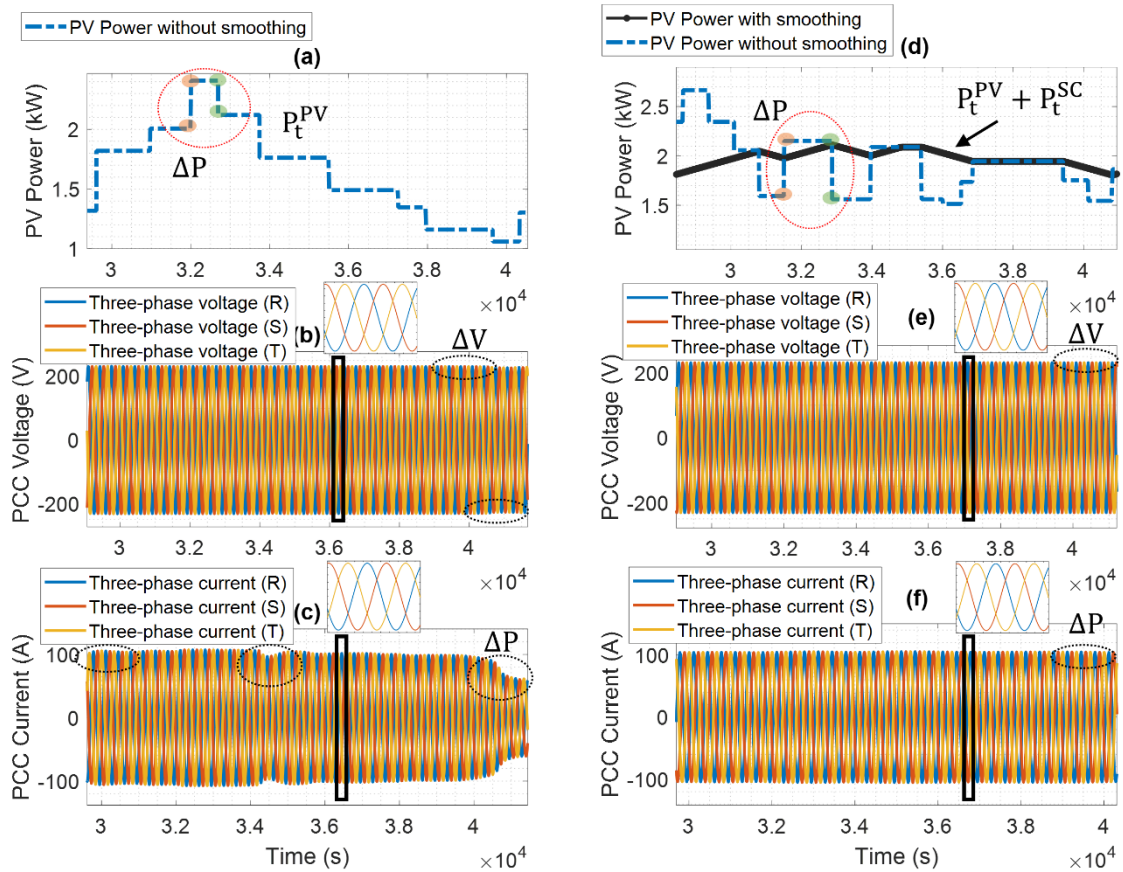 PV Power without smoothing
(a)
PV Power (kW)
2
1.5
1
ΔP
P_t^PV
3
3.2
3.4
3.6
3.8
4
×10^4
Three-phase voltage (R)
Three-phase voltage (S)
Three-phase voltage (T)
(b)
ΔV
PCC Voltage (V)
200
0
-200
3
3.2
3.4
3.6
3.8
4
×10^4
Three-phase current (R)
Three-phase current (S)
Three-phase current (T)
(c)
ΔP
PCC Current (A)
100
0
-100
3
3.2
3.4
3.6
3.8
4
Time (s)
×10^4
PV Power with smoothing
PV Power without smoothing
(d)
PV Power (kW)
2.5
2
1.5
ΔP
P_t^PV + P_t^SC
3
3.2
3.4
3.6
3.8
4
×10^4
Three-phase voltage (R)
Three-phase voltage (S)
Three-phase voltage (T)
(e)
ΔV
PCC Voltage (V)
200
0
-200
3
3.2
3.4
3.6
3.8
4
×10^4
Three-phase current (R)
Three-phase current (S)
Three-phase current (T)
(f)
ΔP
PCC Current (A)
100
0
-100
3
3.2
3.4
3.6
3.8
4
Time (s)
×10^4